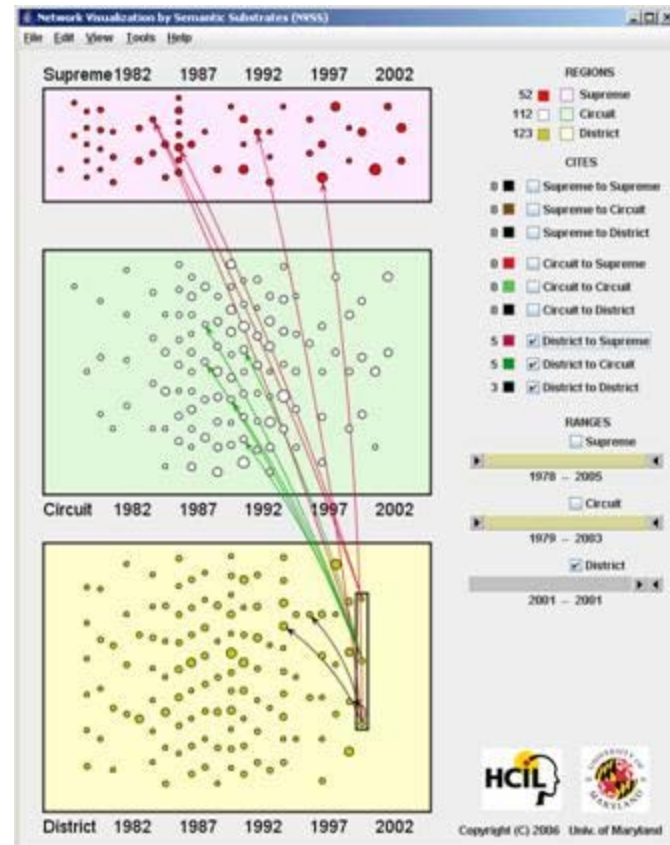 Network Visualization by Semantic Substrates (NVSS)
File Edit View Tools Help
Supreme 1982 1987 1992 1997 2002
Circuit 1982 1987 1992 1997 2002
District 1982 1987 1992 1997 2002
REGIONS
52 Supreme
112 Circuit
123 District
CITES
0 Supreme to Supreme
0 Supreme to Circuit
0 Supreme to District
0 Circuit to Supreme
0 Circuit to Circuit
0 Circuit to District
5 District to Supreme
5 District to Circuit
3 District to District
RANGES
Supreme
1978 -- 2005
Circuit
1979 -- 2003
District
2001 -- 2001
HCIL
UNIVERSITY OF
MARYLAND
Copyright (C) 2006 Univ. of Maryland